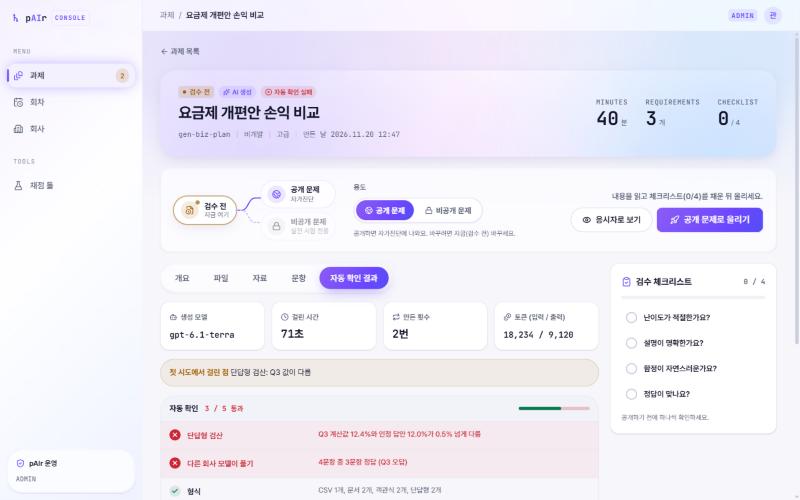 pAIr CONSOLE
과제 / 요금제 개편안 손익 비교
ADMIN 관
MENU
과제 2
회차
회사
TOOLS
채점 툴
pAIr 운영
ADMIN
← 과제 목록
검수 전 AI 생성 자동 확인 실패
요금제 개편안 손익 비교
gen-biz-plan | 비개발 | 고급 | 만든 날 2026.11.20 12:47
MINUTES REQUIREMENTS CHECKLIST
40 분 3 개 0 / 4
검수 전
지금 여기
공개 문제
자가진단
비공개 문제
실전 시험 전용
용도
공개 문제 비공개 문제
공개하면 자가진단에 나와요. 바꾸려면 지금(검수 전) 바꾸세요.
내용을 읽고 체크리스트(0/4)를 채운 뒤 올리세요.
응시자로 보기 공개 문제로 올리기
개요 파일 자료 문항 자동 확인 결과
생성 모델
gpt-6.1-terra
걸린 시간
71초
만든 횟수
2번
토큰 (입력 / 출력)
18,234 / 9,120
첫 시도에서 걸린 점 단답형 검산: Q3 값이 다름
자동 확인 3 / 5 통과
단답형 검산 Q3 계산값 12.4%와 인정 답안 12.0%가 0.5% 넘게 다름
다른 회사 모델이 풀기 4문항 중 3문항 정답 (Q3 오답)
형식 CSV 1개, 문서 2개, 객관식 2개, 단답형 2개
검수 체크리스트 0 / 4
난이도가 적절한가요?
설명이 명확한가요?
함정이 자연스러운가요?
정답이 맞나요?
공개하기 전에 하나씩 확인하세요.